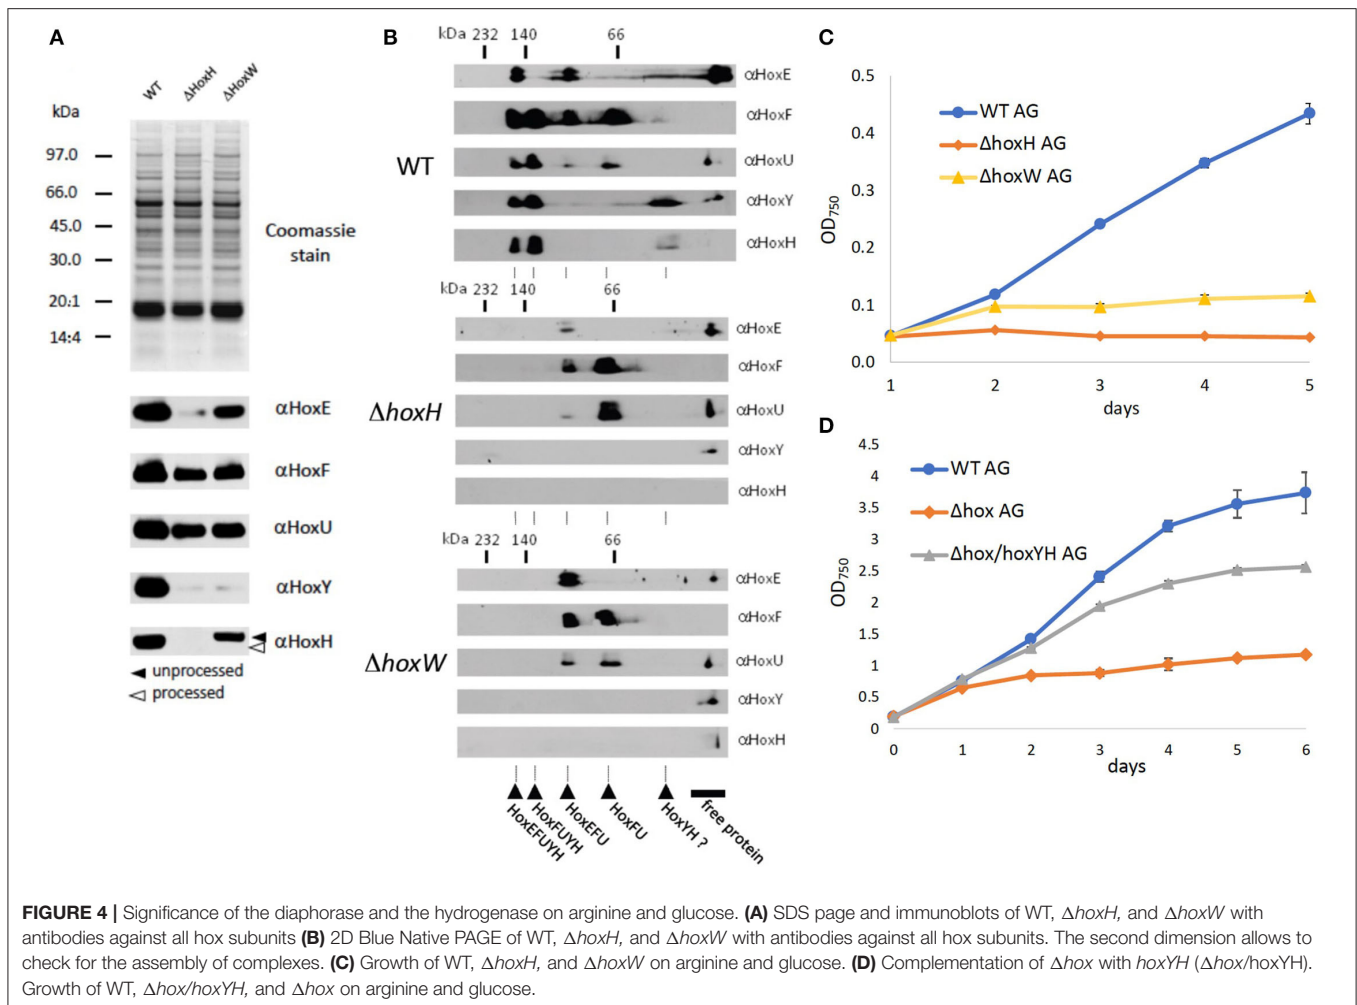 A
WT
ΔHoxH
ΔHoxW
kDa
97.0
66.0
45.0
30.0
20:1
14:4
Coomassie
stain
αHoxE
αHoxF
αHoxU
αHoxY
αHoxH
◄ unprocessed
◁ processed
B
kDa 232 140 66
WT
αHoxE
αHoxF
αHoxU
αHoxY
αHoxH
kDa 232 140 66
ΔhoxH
αHoxE
αHoxF
αHoxU
αHoxY
αHoxH
kDa 232 140 66
ΔhoxW
αHoxE
αHoxF
αHoxU
αHoxY
αHoxH
HoxEFUYH
HoxFUYH
HoxEFU
HoxFU
HoxYH ?
free protein
C
0.5
0.4
0.3
0.2
0.1
0.0
OD750
WT AG
ΔhoxH AG
ΔhoxW AG
1 2 3 4 5
days
D
4.5
4
3.5
3
2.5
2
1.5
1
0.5
0
OD750
WT AG
Δhox AG
Δhox/hoxYH AG
0 1 2 3 4 5 6
days
FIGURE 4 | Significance of the diaphorase and the hydrogenase on arginine and glucose. (A) SDS page and immunoblots of WT, ΔhoxH, and ΔhoxW with
antibodies against all hox subunits (B) 2D Blue Native PAGE of WT, ΔhoxH, and ΔhoxW with antibodies against all hox subunits. The second dimension allows to
check for the assembly of complexes. (C) Growth of WT, ΔhoxH, and ΔhoxW on arginine and glucose. (D) Complementation of Δhox with hoxYH (Δhox/hoxYH).
Growth of WT, Δhox/hoxYH, and Δhox on arginine and glucose.